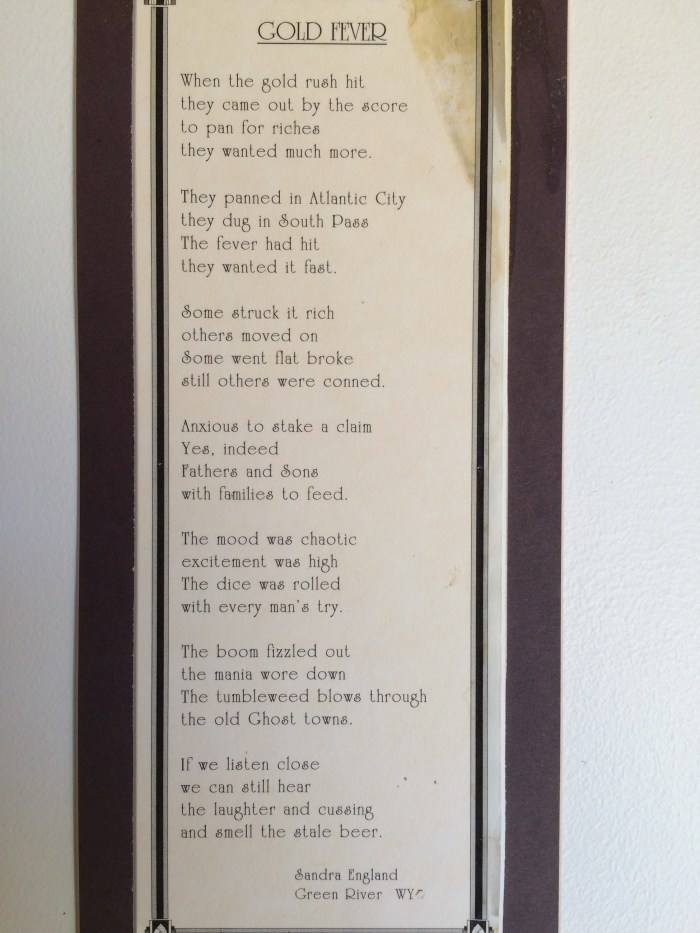 GOLD FEVER
When the gold rush hit
they came out by the score
to pan for riches
they wanted much more.
They panned in Atlantic City
they dug in South Pass
The fever had hit
they wanted it fast.
Some struck it rich
others moved on
Some went flat broke
still others were conned.
Anxious to stake a claim
Yes, indeed
Fathers and Sons
with families to feed.
The mood was chaotic
excitement was high
The dice was rolled
with every man's try.
The boom fizzled out
the mania wore down
The tumbleweed blows through
the old Ghost towns.
If we listen close
we can still hear
the laughter and cussing
and smell the stale beer.
Sandra England
Green River WYO